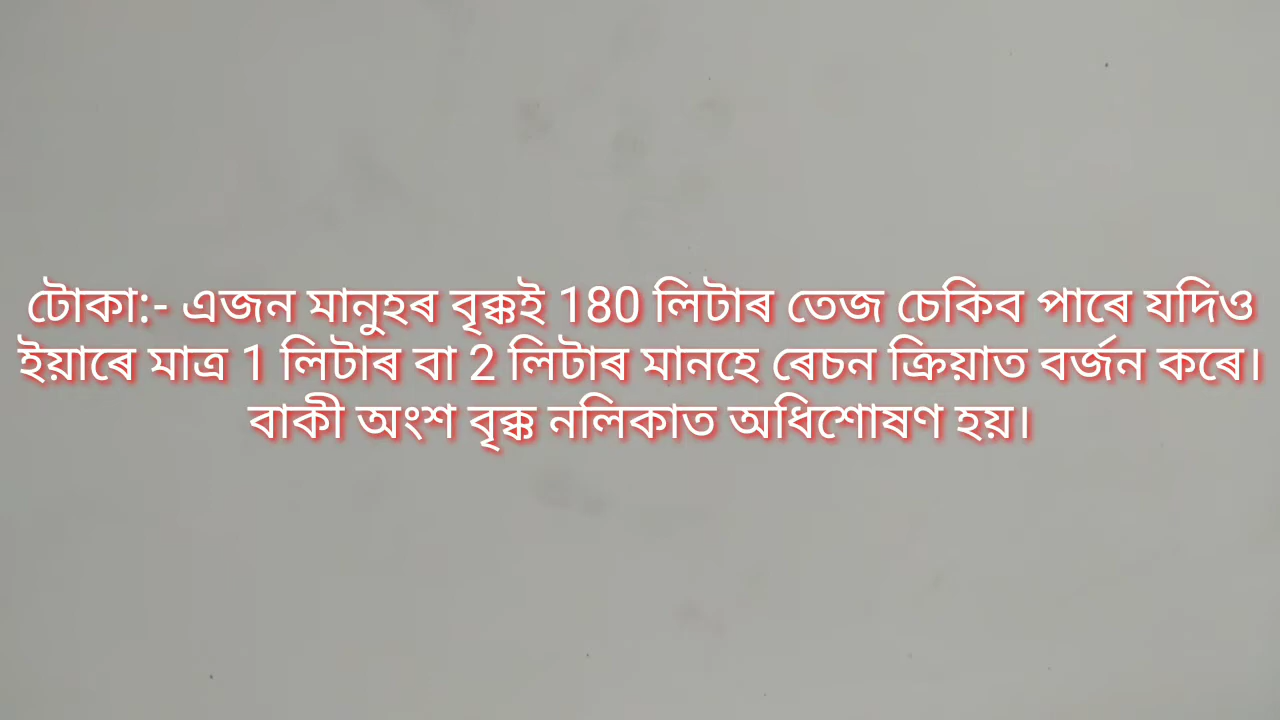 টোকা:- এজন মানুহৰ বৃক্কই 180 লিটাৰ তেজ চেকিব পাৰে যদিও
ইয়াৰে মাত্ৰ 1 লিটাৰ বা 2 লিটাৰ মানহে ৰেচন ক্ৰিয়াত বৰ্জন কৰে।
বাকী অংশ বৃক্ক নলিকাত অধিশোষণ হয়।